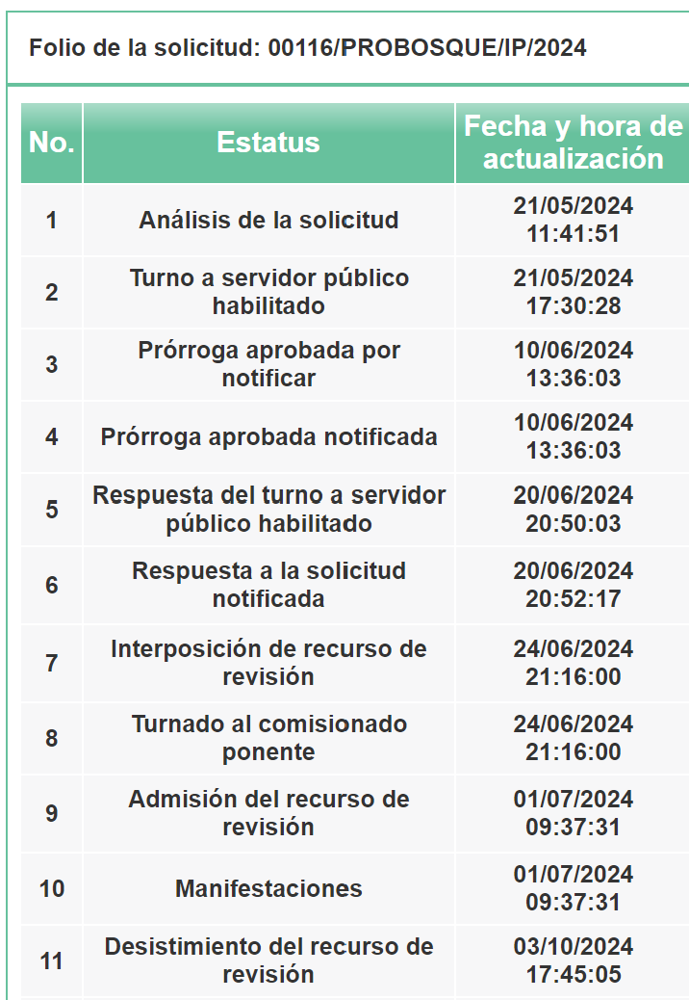 Folio de la solicitud: 00116/PROBOSQUE/IP/2024
No.
Estatus
Fecha y hora de
actualización
1
Análisis de la solicitud
21/05/2024
11:41:51
2
Turno a servidor público
habilitado
21/05/2024
17:30:28
3
Prórroga aprobada por
notificar
10/06/2024
13:36:03
4
Prórroga aprobada notificada
10/06/2024
13:36:03
5
Respuesta del turno a servidor
público habilitado
20/06/2024
20:50:03
6
Respuesta a la solicitud
notificada
20/06/2024
20:52:17
7
Interposición de recurso de
revisión
24/06/2024
21:16:00
8
Turnado al comisionado
ponente
24/06/2024
21:16:00
9
Admisión del recurso de
revisión
01/07/2024
09:37:31
10
Manifestaciones
01/07/2024
09:37:31
11
Desistimiento del recurso de
revisión
03/10/2024
17:45:05